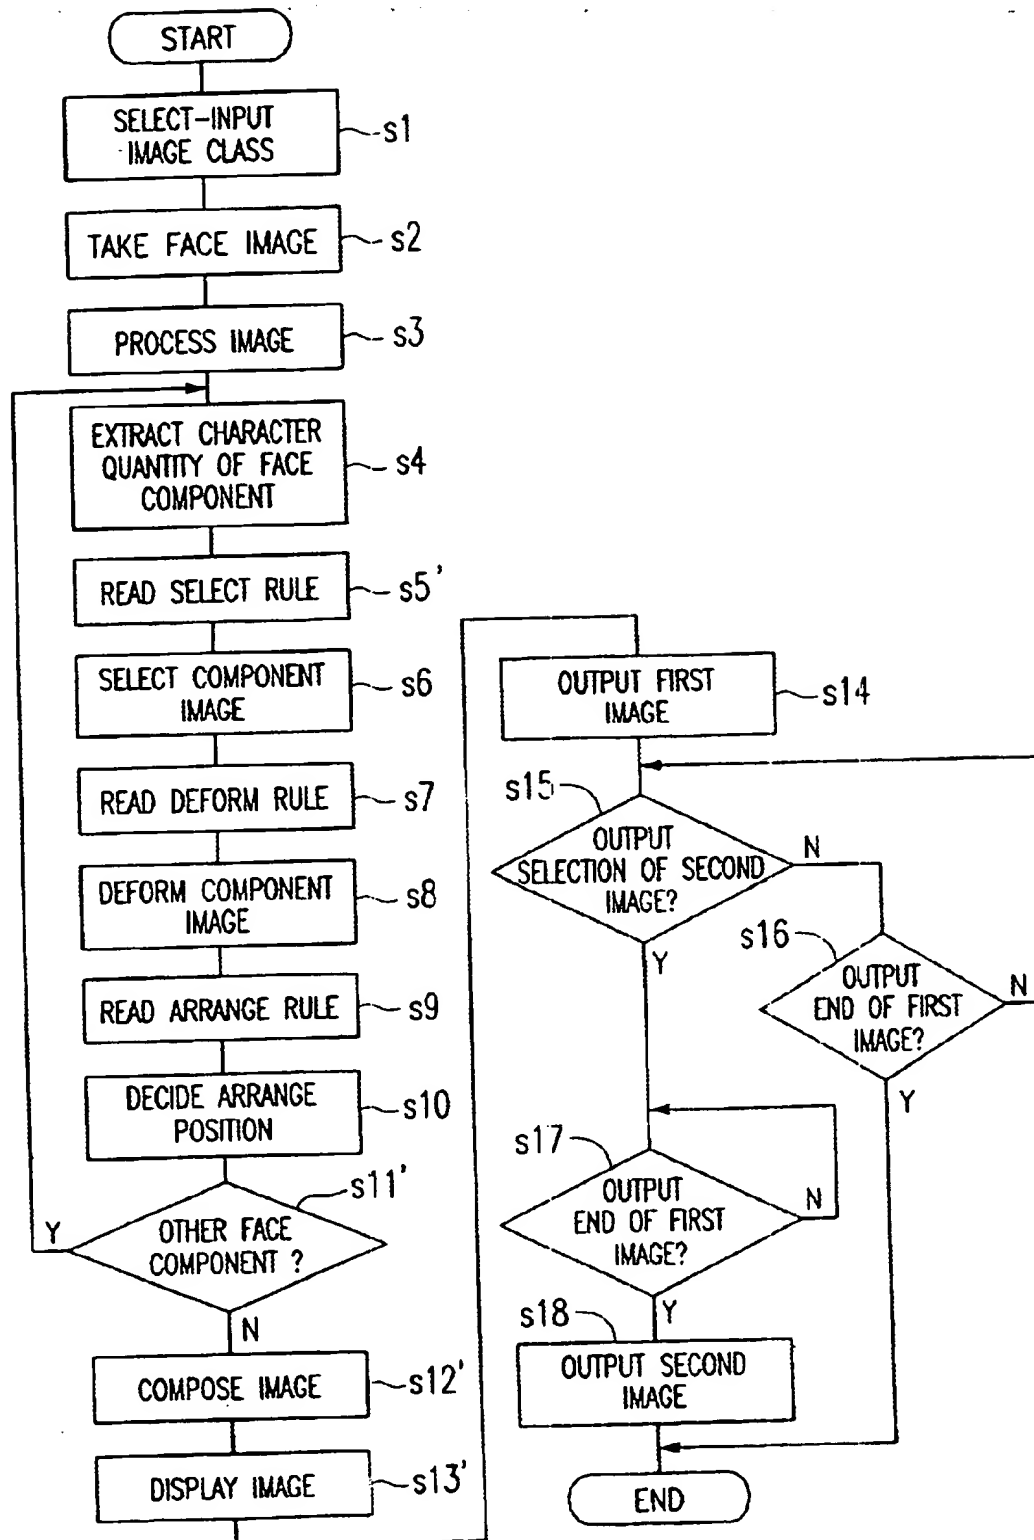 START
SELECT-INPUT
IMAGE CLASS
s1
TAKE FACE IMAGE
s2
PROCESS IMAGE
s3
EXTRACT CHARACTER
QUANTITY OF FACE
COMPONENT
s4
READ SELECT RULE
s5'
SELECT COMPONENT
IMAGE
s6
READ DEFORM RULE
s7
DEFORM COMPONENT
IMAGE
s8
READ ARRANGE RULE
s9
DECIDE ARRANGE
POSITION
s10
s11'
OTHER FACE
COMPONENT ?
Y
N
COMPOSE IMAGE
s12'
DISPLAY IMAGE
s13'
OUTPUT FIRST
IMAGE
s14
s15
OUTPUT
SELECTION OF SECOND
IMAGE?
N
Y
s16
OUTPUT
END OF FIRST
IMAGE?
N
Y
s17
OUTPUT
END OF FIRST
IMAGE?
N
Y
s18
OUTPUT SECOND
IMAGE
END